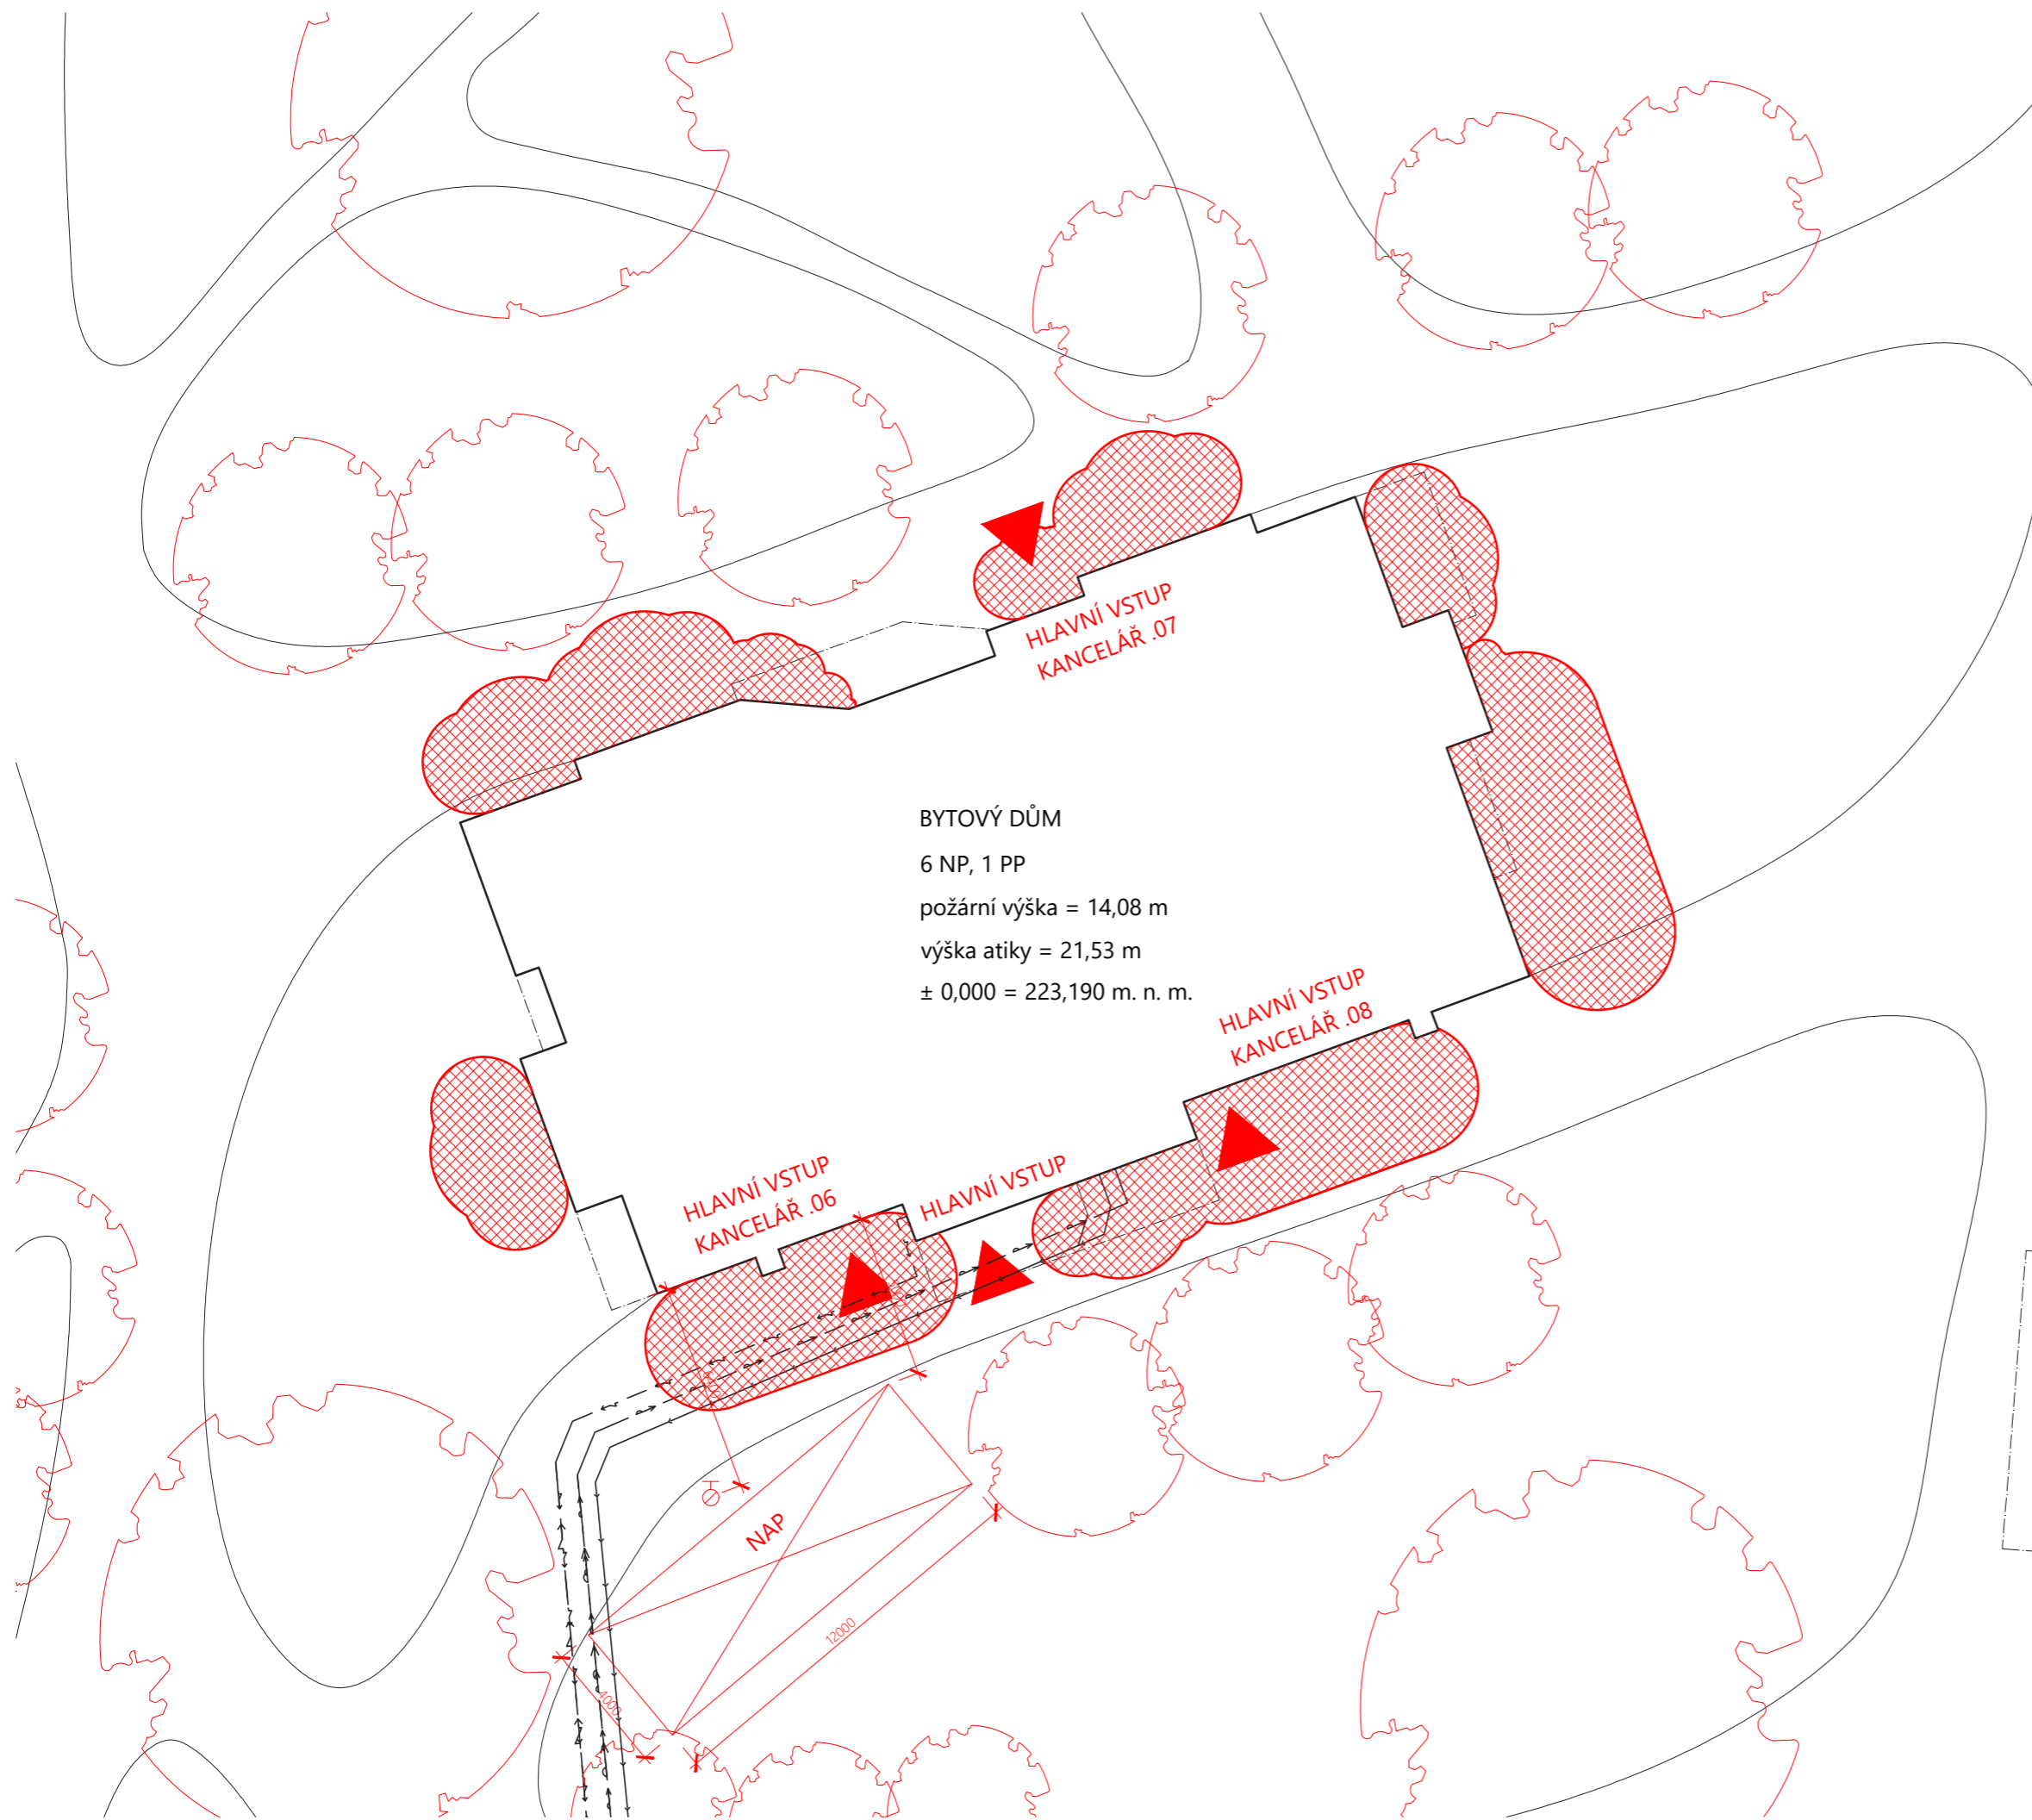 HLAVNÍ VSTUP
KANCELÁŘ .07
BYTOVÝ DŮM
6 NP, 1 PP
požární výška = 14,08 m
výška atiky = 21,53 m
± 0,000 = 223,190 m. n. m.
HLAVNÍ VSTUP
KANCELÁŘ .08
HLAVNÍ VSTUP
KANCELÁŘ .06
HLAVNÍ VSTUP
NAP
12000
4000